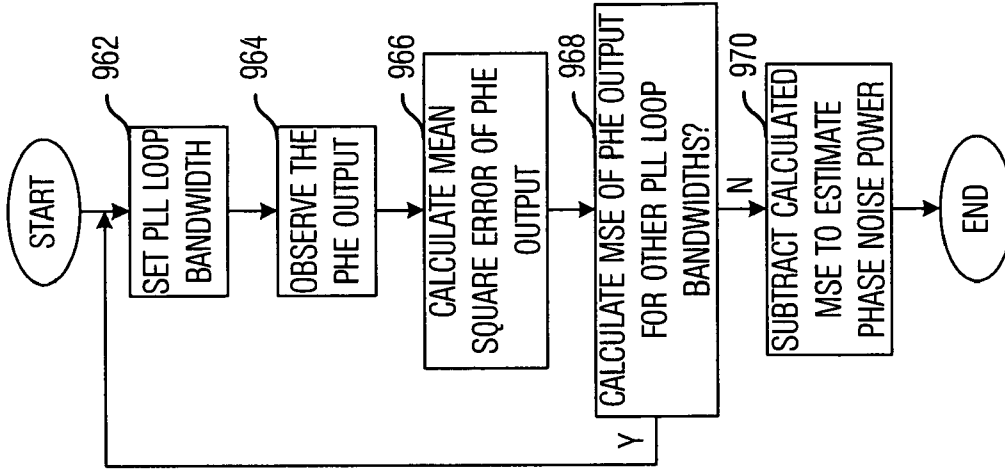 START
962
SET PLL LOOP
BANDWIDTH
964
OBSERVE THE
PHE OUTPUT
966
CALCULATE MEAN
SQUARE ERROR OF PHE
OUTPUT
968
CALCULATE MSE OF PHE OUTPUT
FOR OTHER PLL LOOP
BANDWIDTHS?
Y
N
970
SUBTRACT CALCULATED
MSE TO ESTIMATE
PHASE NOISE POWER
END